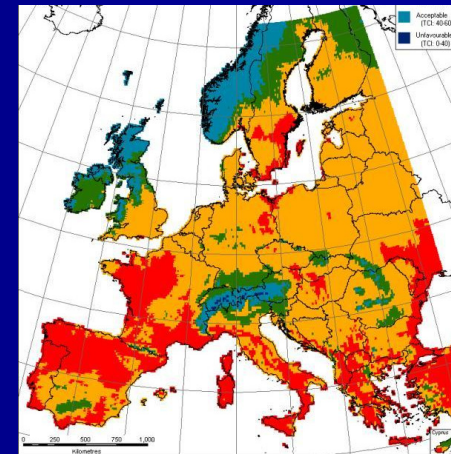 Acceptable
(TCI: 40-60
Unfavourable
(TCI: 0-40)
Cyprus
0 250 500 750 1,000
Kilometres